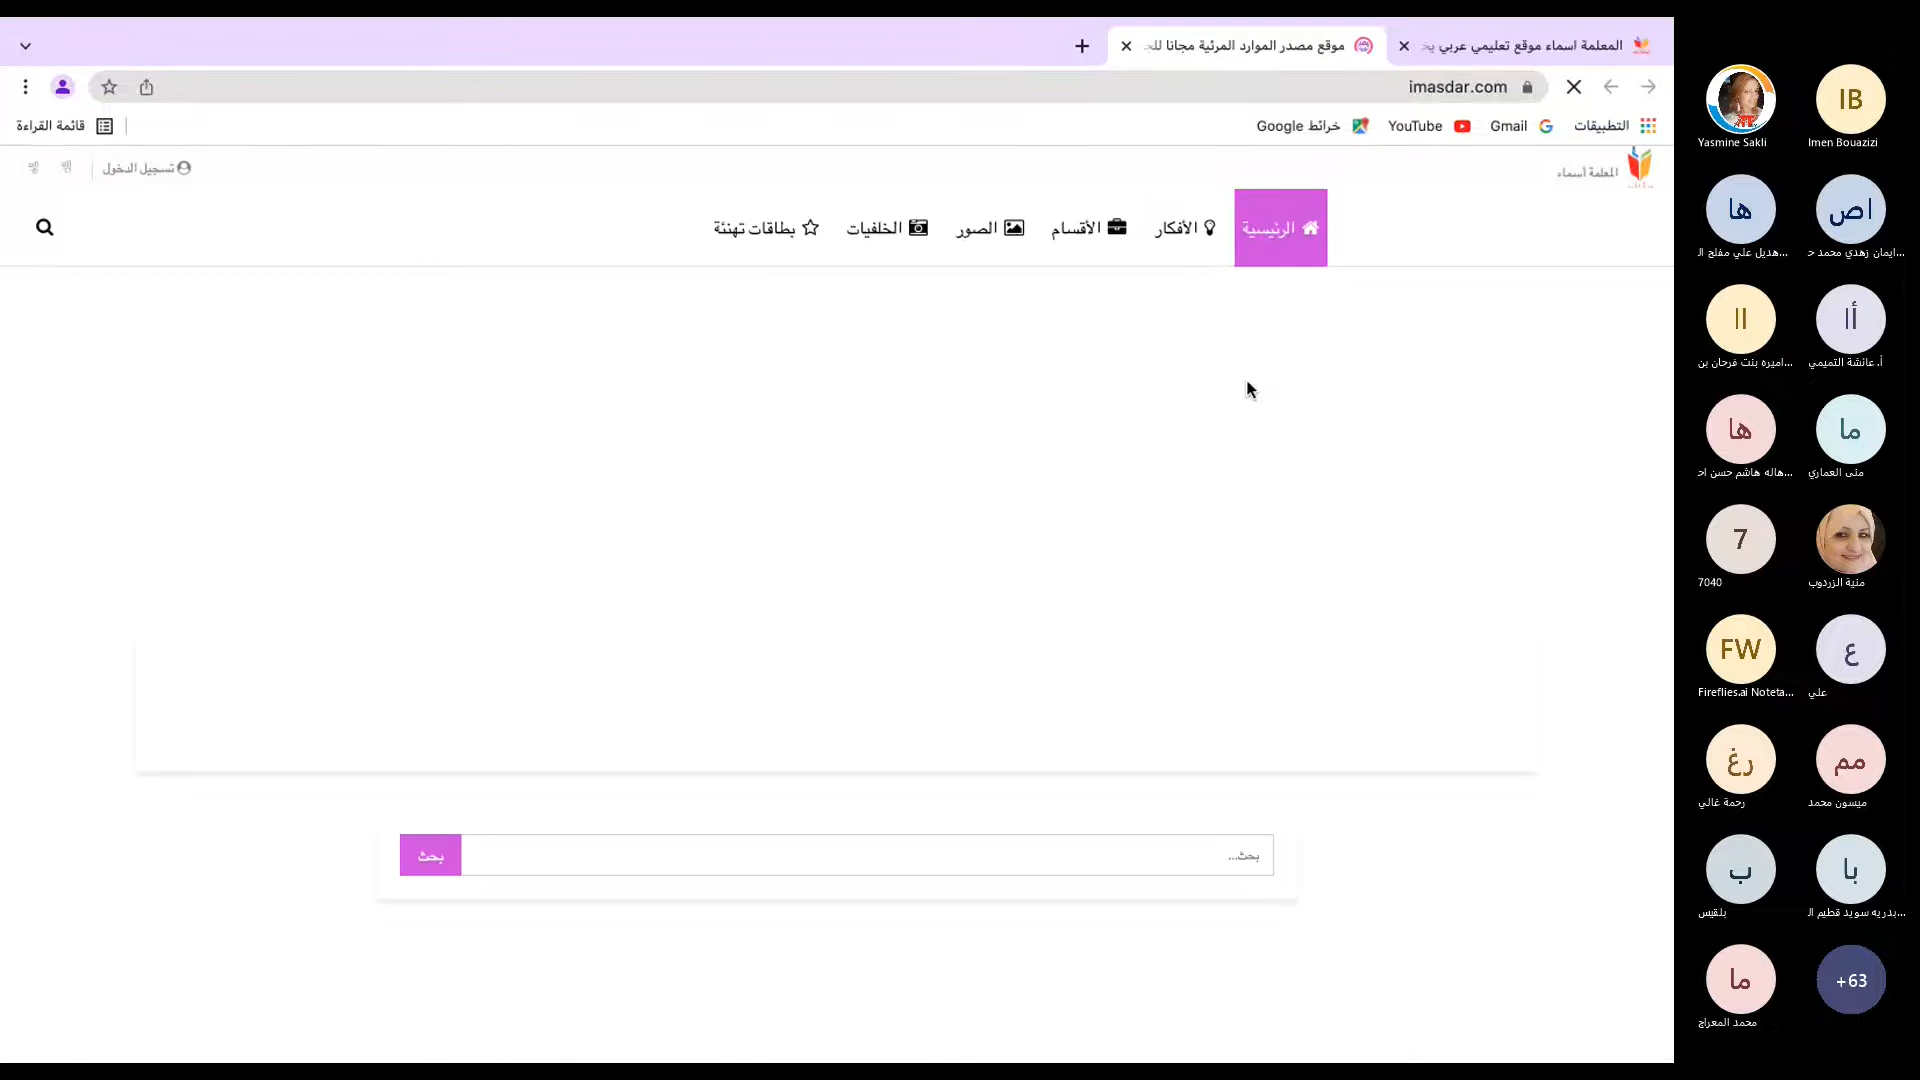 المعلمة اسماء موقع تعليمي عربي
موقع مصدر الموارد المرئية مجانا
imasdar.com
التطبيقات Gmail YouTube خرائط Google قائمة القراءة
المعلمة أسماء
تسجيل الدخول
الرئيسية الأفكار الأقسام الصور الخلفيات بطاقات تهنئة
بحث...
بحث
IB
Yasmine Sakli Imen Bouazizi
ها اص
هديل علي مفلح ال... ايمان زهدي محمد ح...
اا أا
اميره بنت فرحان بن... أ. عائشة التميمي
ها ما
هاله هاشم حسن اح... منى العماري
7
7040 منية الزردوب
FW ع
Fireflies.ai Noteta... علي
رغ مم
رحمة غالي ميسون محمد
ب با
بلقيس بدريه سويد قطيم ال...
ما +63
محمد المعراج